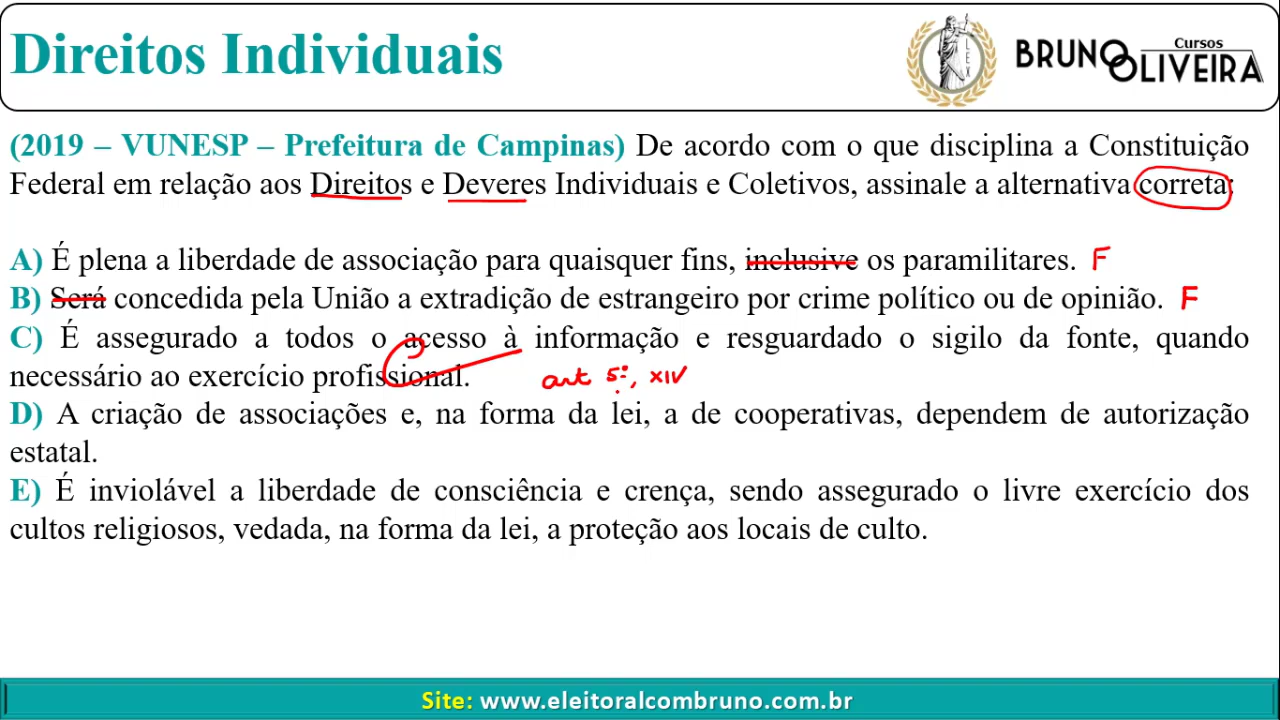 Direitos Individuais
Cursos
BRUNO OLIVEIRA
LEX
(2019 – VUNESP – Prefeitura de Campinas) De acordo com o que disciplina a Constituição
Federal em relação aos Direitos e Deveres Individuais e Coletivos, assinale a alternativa correta:
A) É plena a liberdade de associação para quaisquer fins, inclusive os paramilitares. F
B) Será concedida pela União a extradição de estrangeiro por crime político ou de opinião. F
C) É assegurado a todos o acesso à informação e resguardado o sigilo da fonte, quando
necessário ao exercício profissional. art 5º, XIV
D) A criação de associações e, na forma da lei, a de cooperativas, dependem de autorização
estatal.
E) É inviolável a liberdade de consciência e crença, sendo assegurado o livre exercício dos
cultos religiosos, vedada, na forma da lei, a proteção aos locais de culto.
Site: www.eleitoralcombruno.com.br